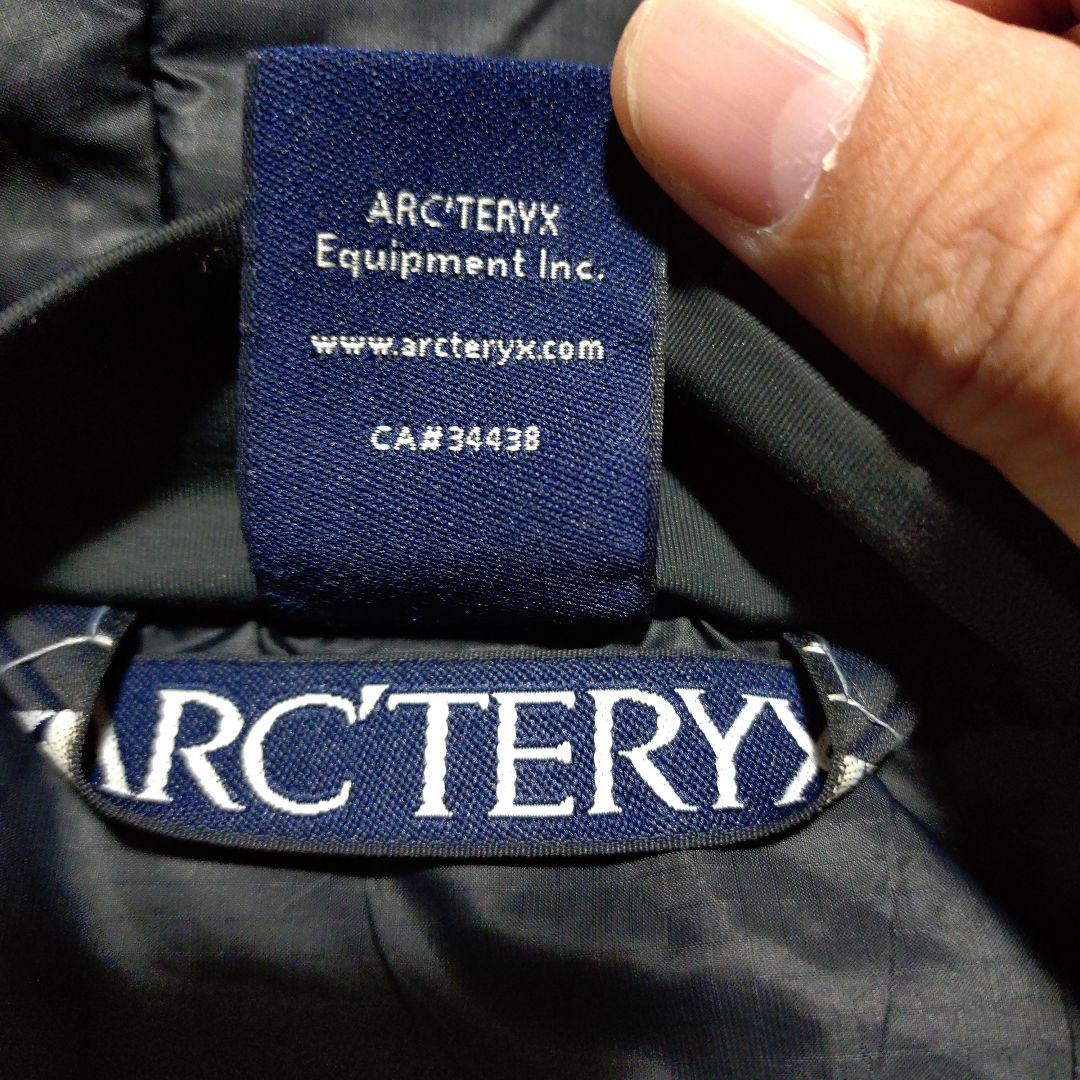 ARC'TERYX
Equipment Inc.
www.arcteryx.com
CA#34438
ARC'TERYX